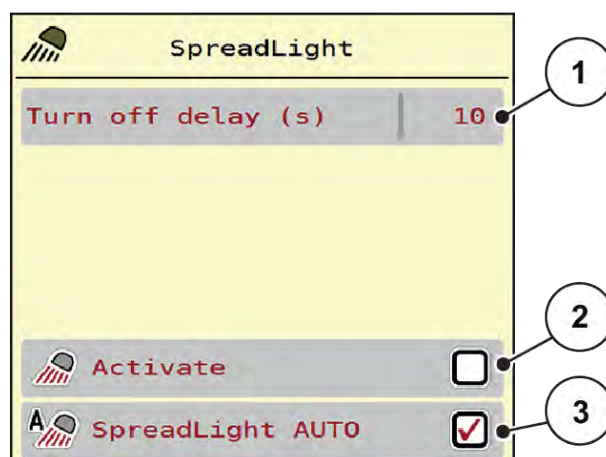 SpreadLight
Turn off delay (s) 10
1
Activate
2
A SpreadLight AUTO
3